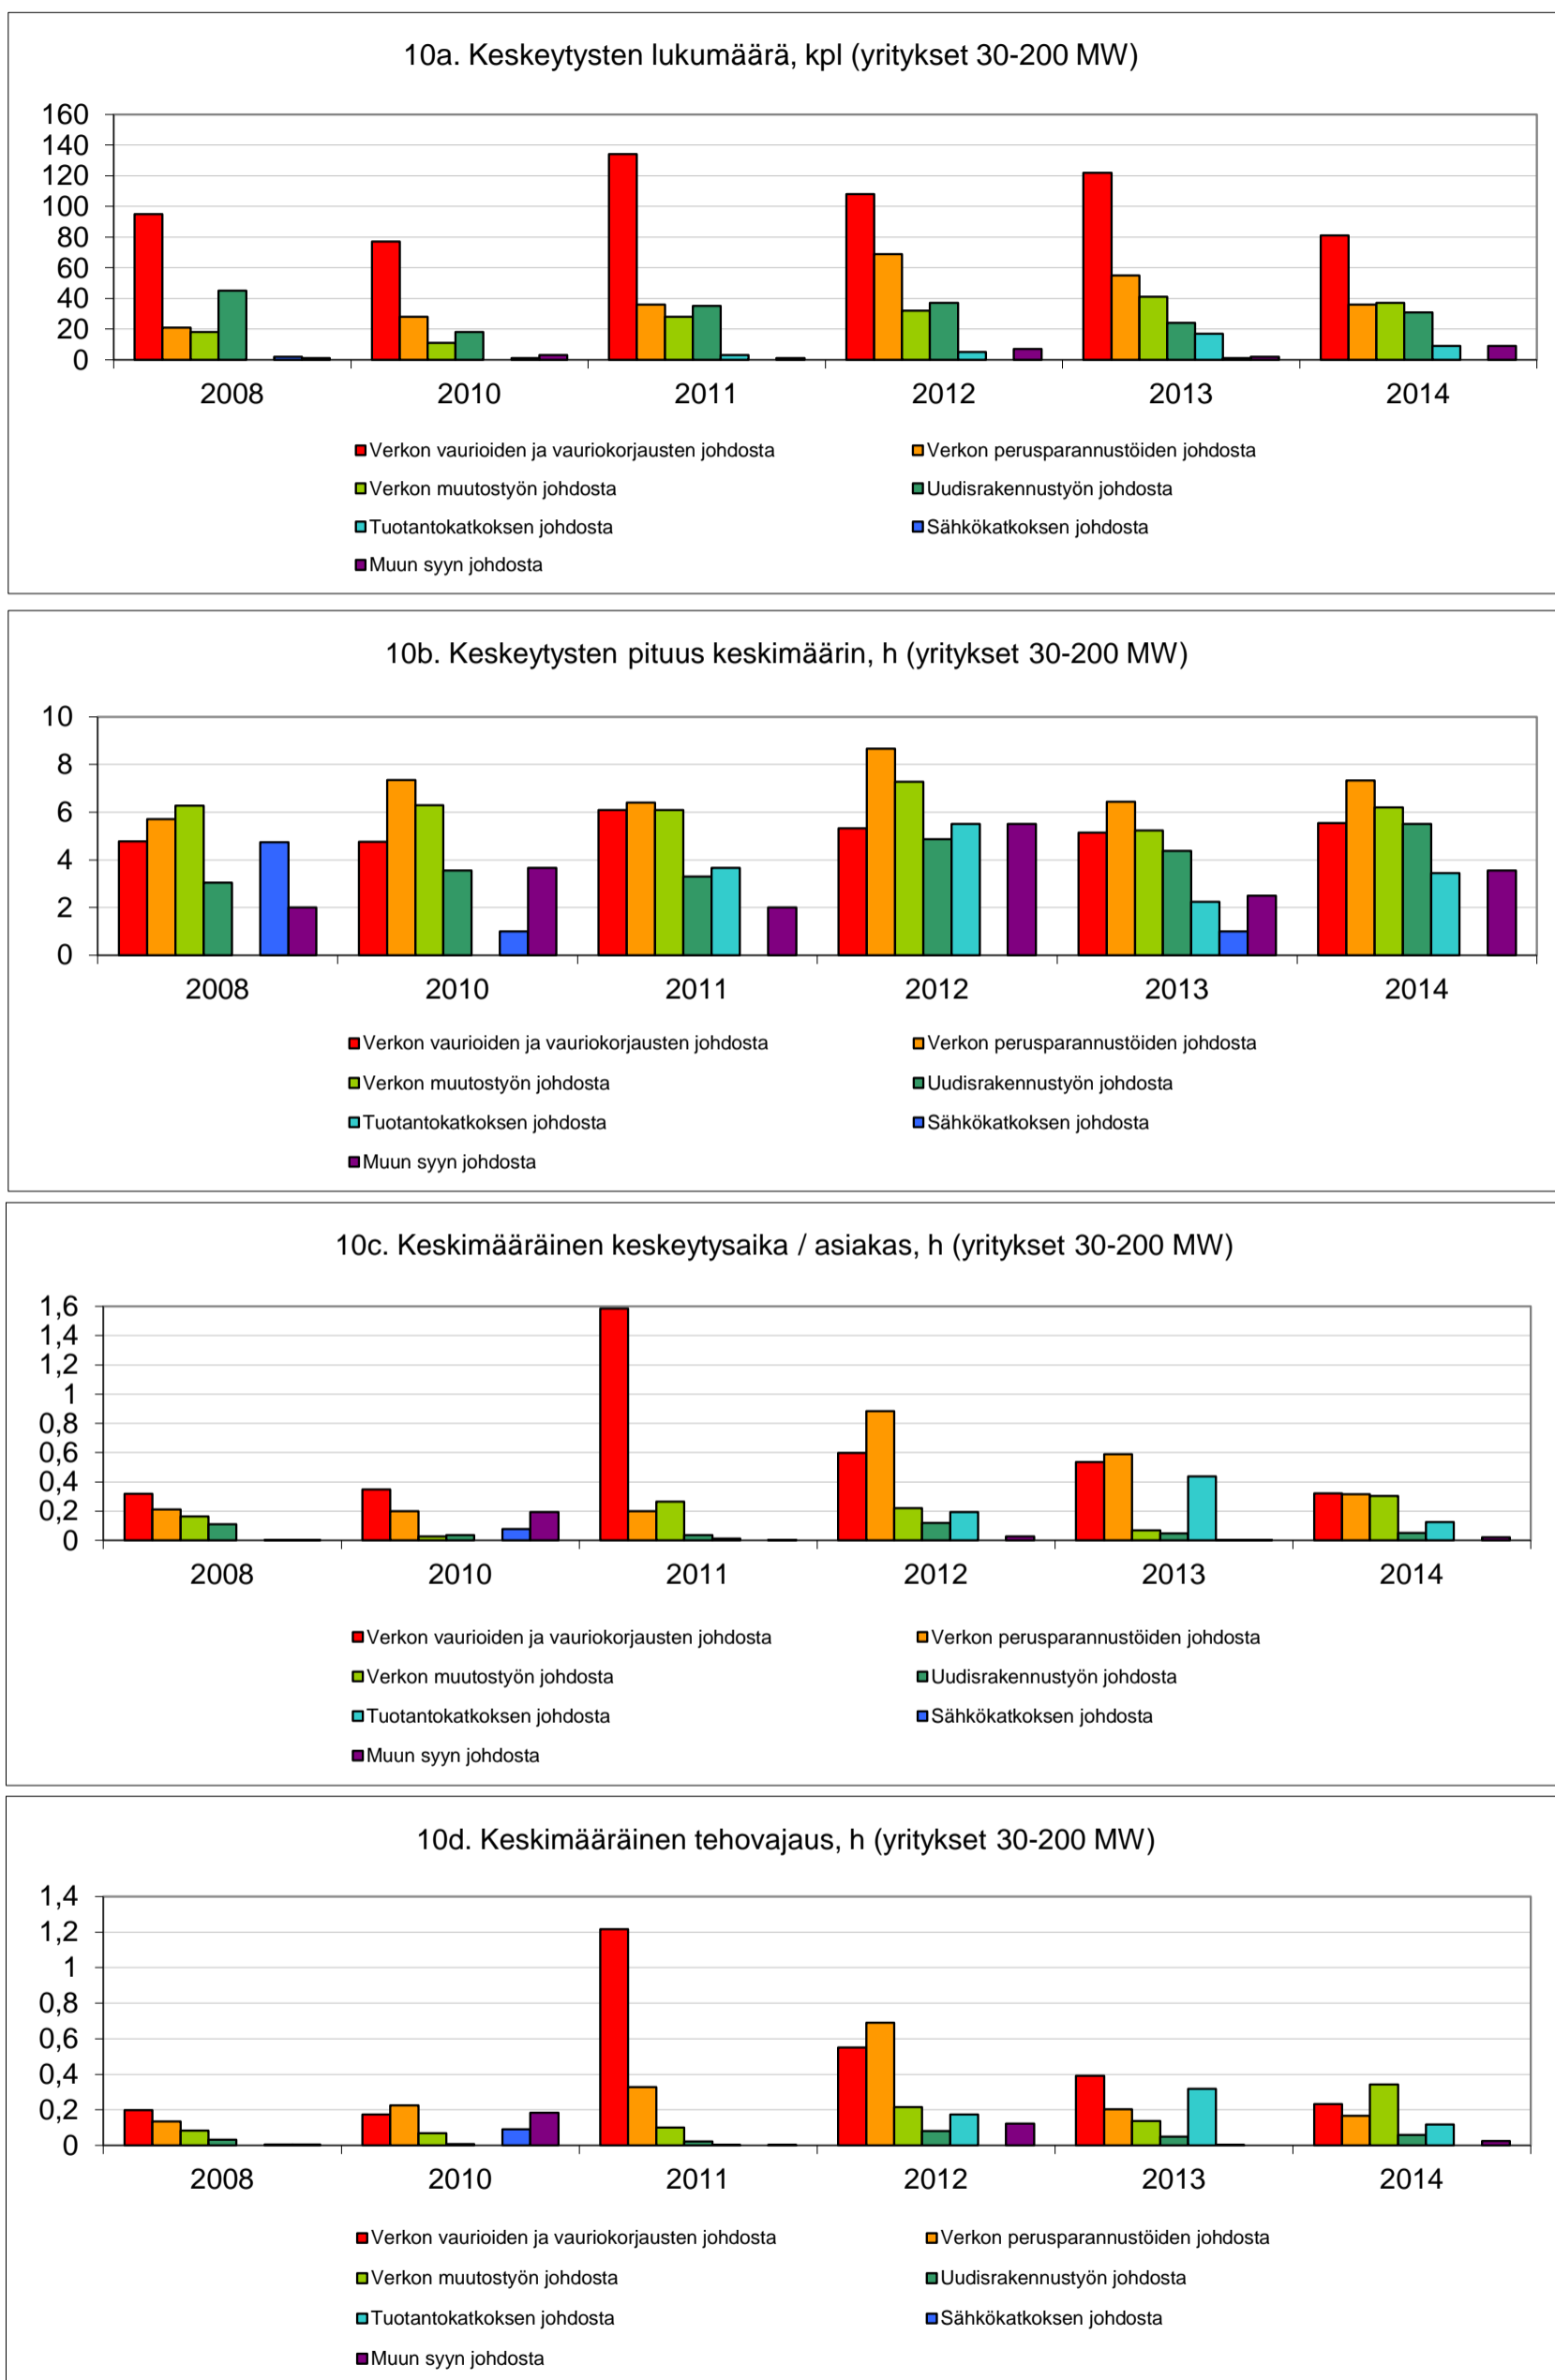 10a. Keskeytysten lukumäärä, kpl (yritykset 30-200 MW)
160
140
120
100
80
60
40
20
0
2008 2010 2011 2012 2013 2014
Verkon vaurioiden ja vauriokorjausten johdosta Verkon perusparannustöiden johdosta
Verkon muutostyön johdosta Uudisrakennustyön johdosta
Tuotantokatkoksen johdosta Sähkökatkoksen johdosta
Muun syyn johdosta
10b. Keskeytysten pituus keskimäärin, h (yritykset 30-200 MW)
10
8
6
4
2
0
2008 2010 2011 2012 2013 2014
Verkon vaurioiden ja vauriokorjausten johdosta Verkon perusparannustöiden johdosta
Verkon muutostyön johdosta Uudisrakennustyön johdosta
Tuotantokatkoksen johdosta Sähkökatkoksen johdosta
Muun syyn johdosta
10c. Keskimääräinen keskeytysaika / asiakas, h (yritykset 30-200 MW)
1,6
1,4
1,2
1
0,8
0,6
0,4
0,2
0
2008 2010 2011 2012 2013 2014
Verkon vaurioiden ja vauriokorjausten johdosta Verkon perusparannustöiden johdosta
Verkon muutostyön johdosta Uudisrakennustyön johdosta
Tuotantokatkoksen johdosta Sähkökatkoksen johdosta
Muun syyn johdosta
10d. Keskimääräinen tehovajaus, h (yritykset 30-200 MW)
1,4
1,2
1
0,8
0,6
0,4
0,2
0
2008 2010 2011 2012 2013 2014
Verkon vaurioiden ja vauriokorjausten johdosta Verkon perusparannustöiden johdosta
Verkon muutostyön johdosta Uudisrakennustyön johdosta
Tuotantokatkoksen johdosta Sähkökatkoksen johdosta
Muun syyn johdosta